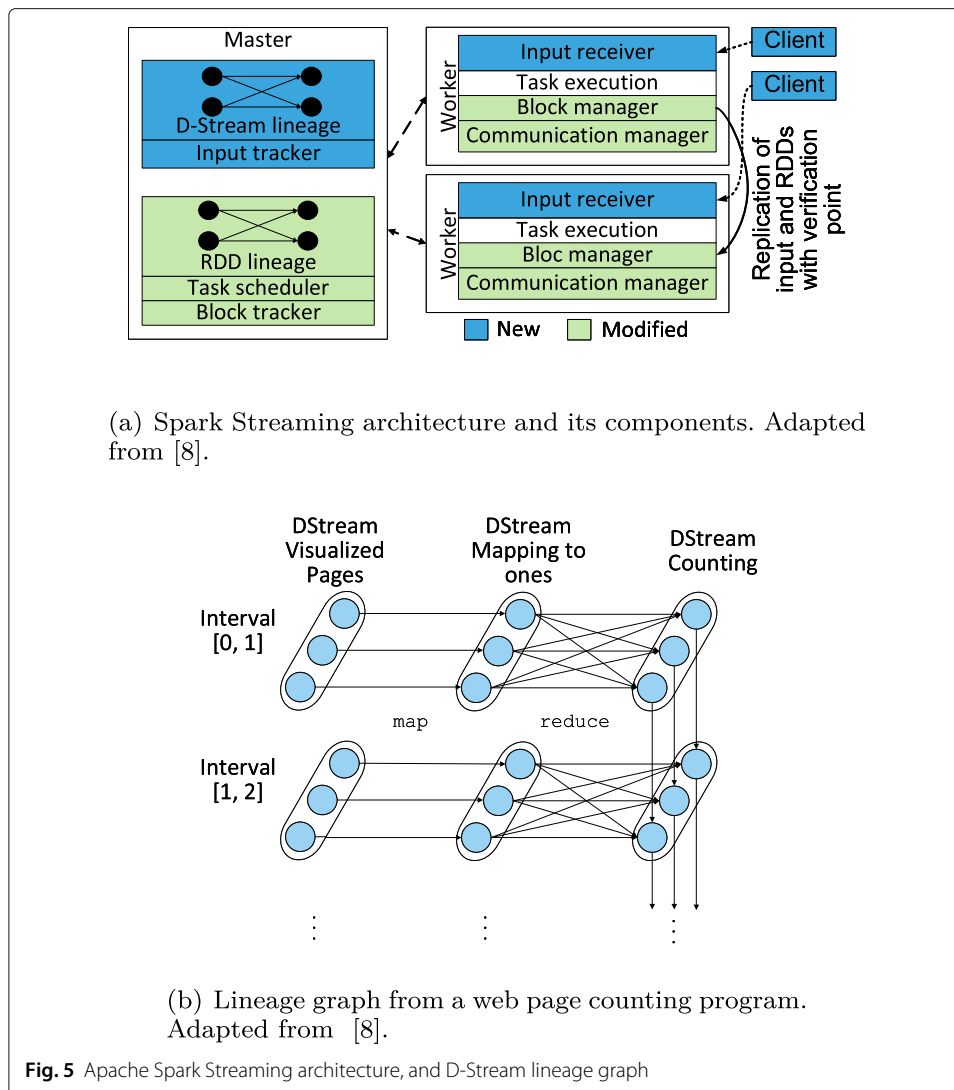 Master
D-Stream lineage
Input tracker
RDD lineage
Task scheduler
Block tracker
Worker
Input receiver
Task execution
Block manager
Communication manager
Worker
Input receiver
Task execution
Bloc manager
Communication manager
Client
Client
Replication of
input and RDDs
with verification
point
New
Modified
(a) Spark Streaming architecture and its components. Adapted
from [8].
DStream
Visualized
Pages
DStream
Mapping to
ones
DStream
Counting
Interval
[0, 1]
map
reduce
Interval
[1, 2]
(b) Lineage graph from a web page counting program.
Adapted from [8].
Fig. 5 Apache Spark Streaming architecture, and D-Stream lineage graph